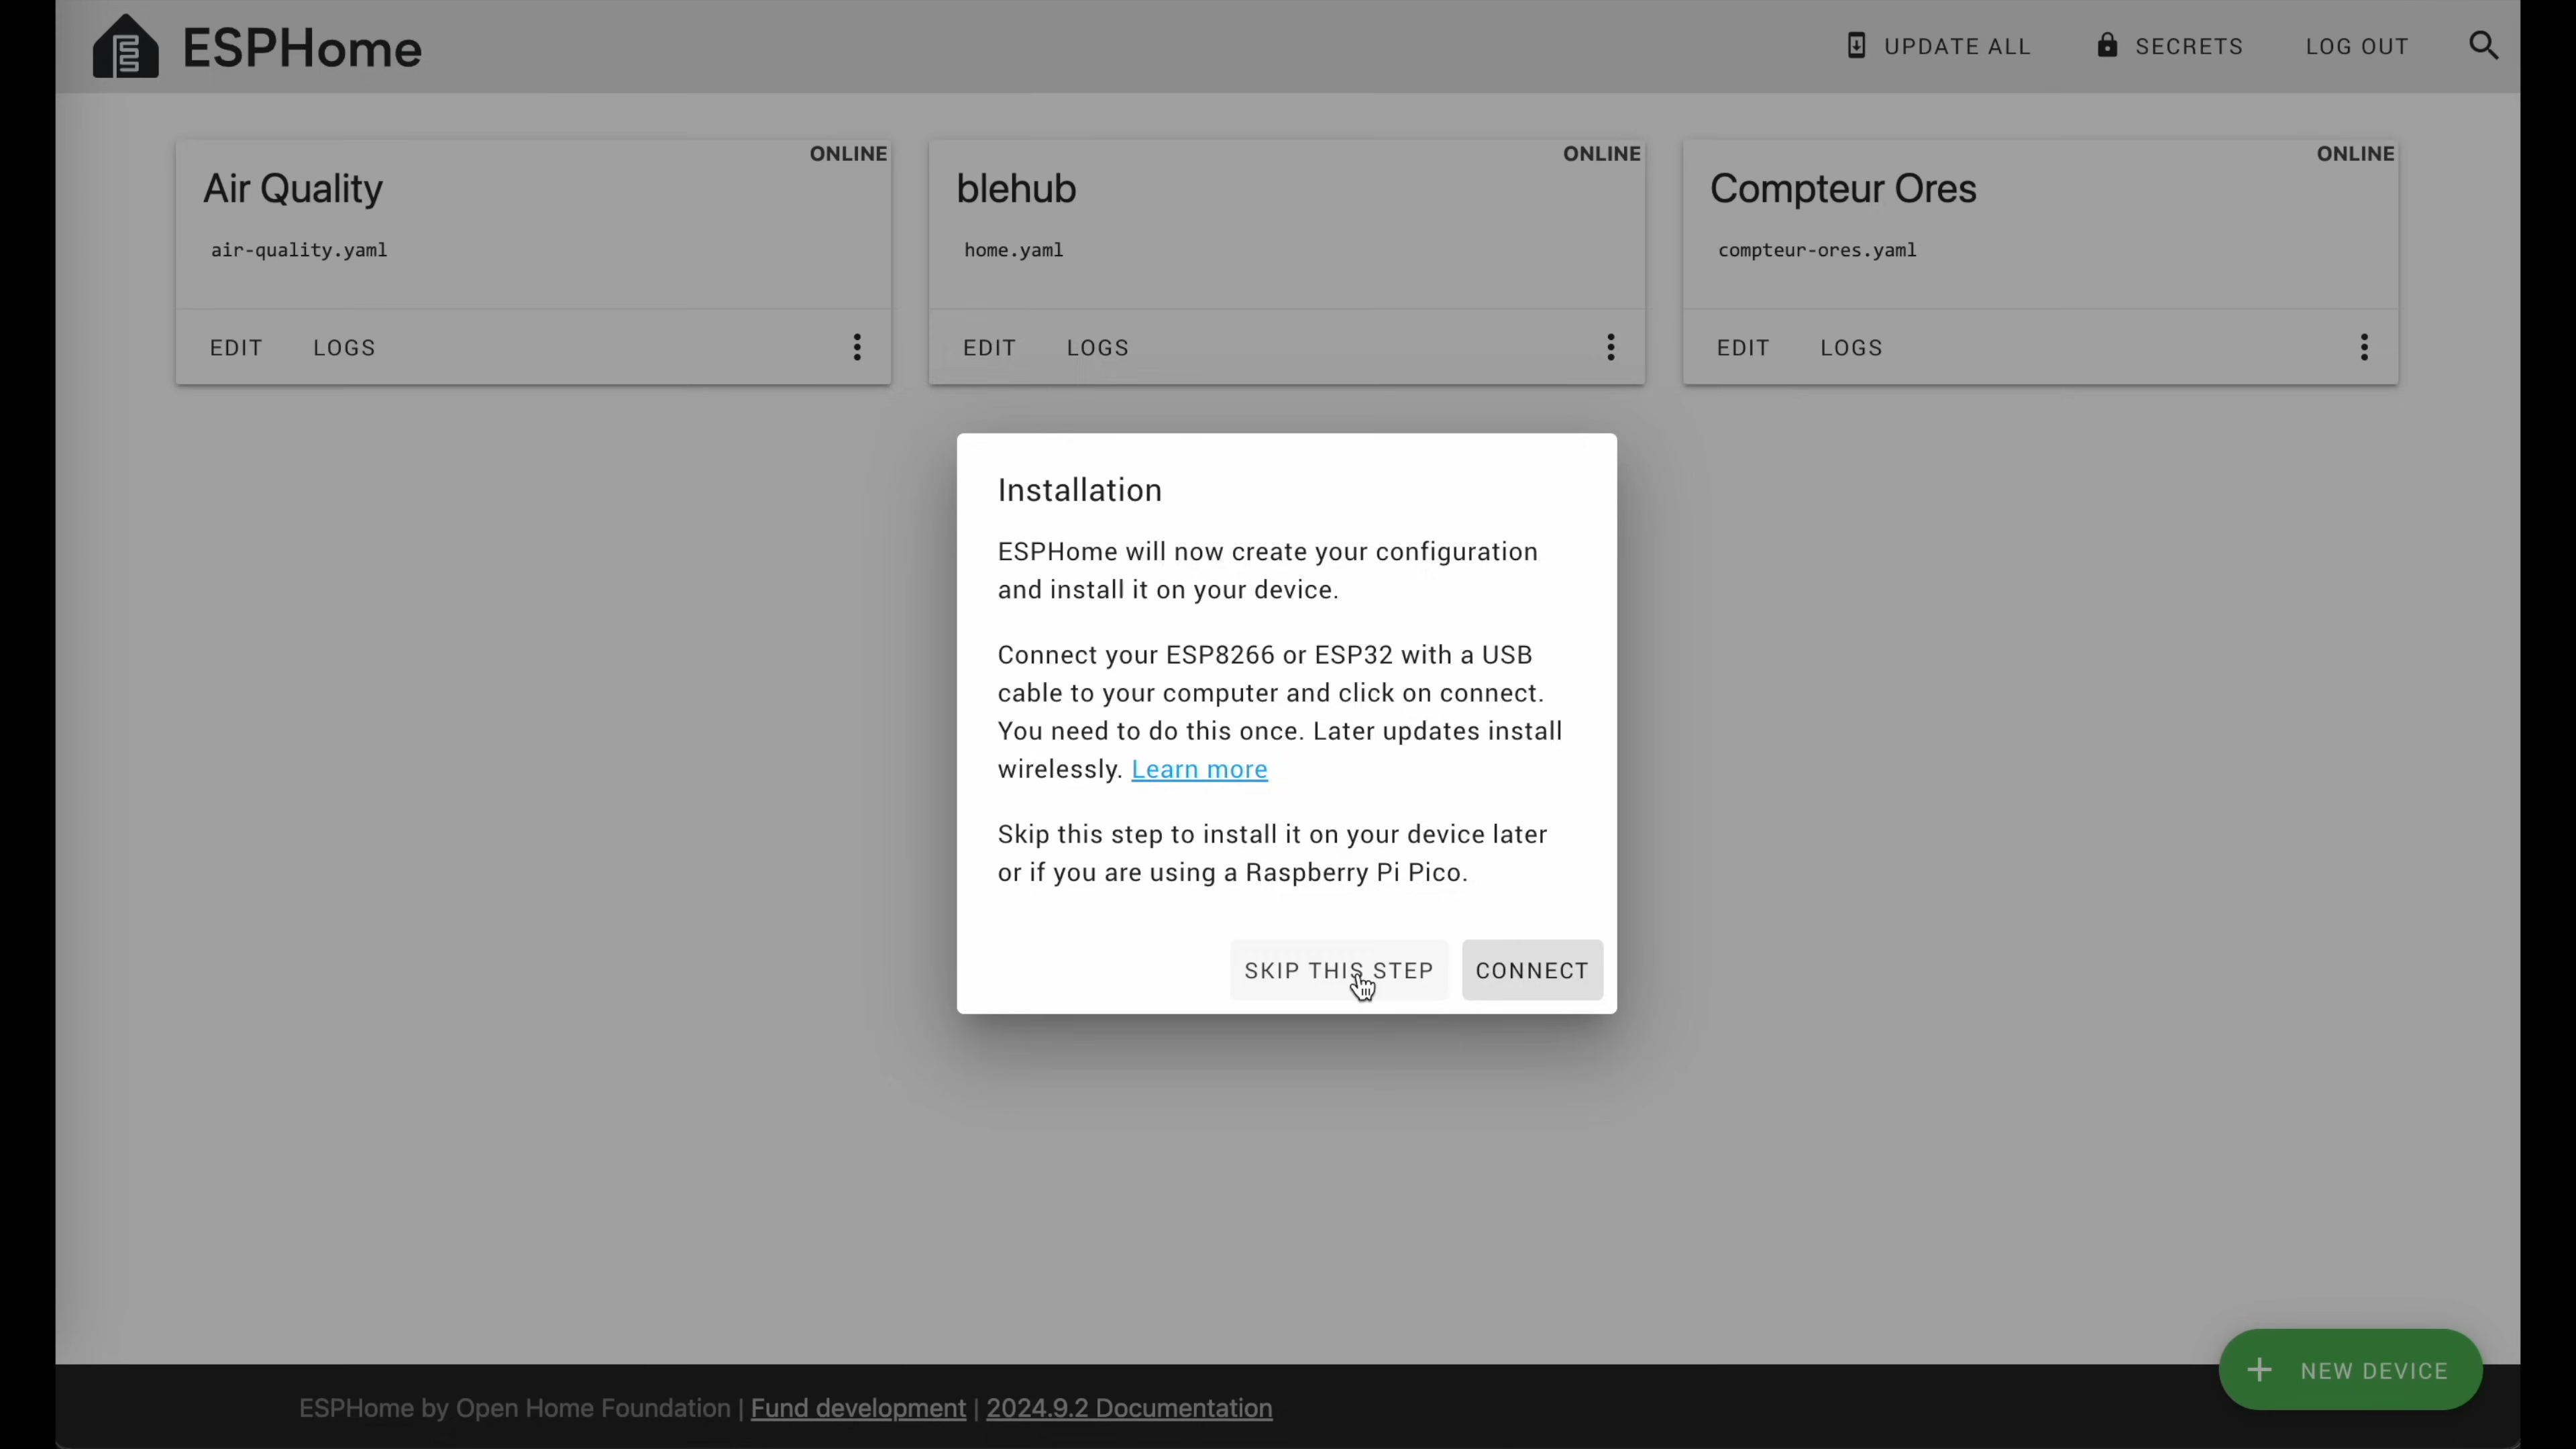 ESPHome
UPDATE ALL
SECRETS
LOG OUT
ONLINE
Air Quality
air-quality.yaml
EDIT
LOGS
ONLINE
blehub
home.yaml
EDIT
LOGS
ONLINE
Compteur Ores
compteur-ores.yaml
EDIT
LOGS
Installation
ESPHome will now create your configuration
and install it on your device.
Connect your ESP8266 or ESP32 with a USB
cable to your computer and click on connect.
You need to do this once. Later updates install
wirelessly. Learn more
Skip this step to install it on your device later
or if you are using a Raspberry Pi Pico.
SKIP THIS STEP
CONNECT
+ NEW DEVICE
ESPHome by Open Home Foundation | Fund development | 2024.9.2 Documentation